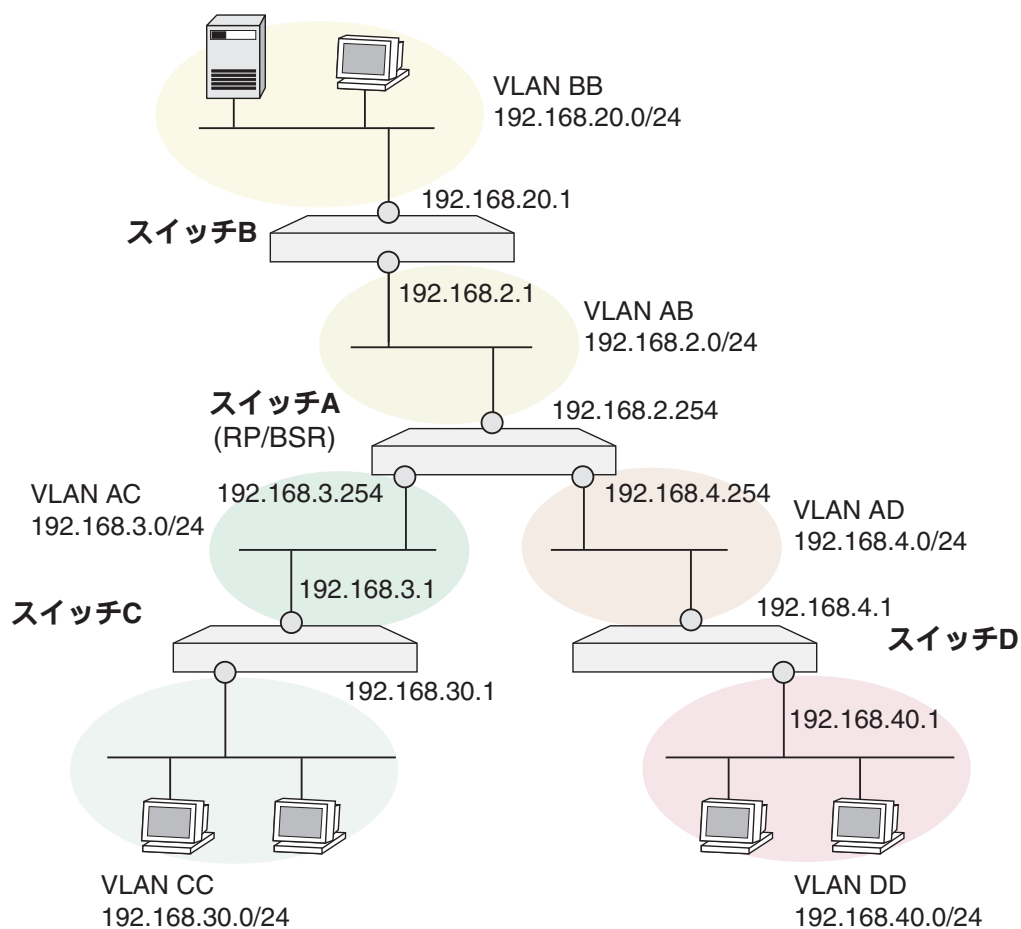 VLAN BB
192.168.20.0/24
192.168.20.1
スイッチB
192.168.2.1
VLAN AB
192.168.2.0/24
スイッチA
(RP/BSR)
192.168.2.254
VLAN AC
192.168.3.0/24
192.168.3.254
192.168.4.254
VLAN AD
192.168.4.0/24
192.168.3.1
192.168.4.1
スイッチC
スイッチD
192.168.30.1
192.168.40.1
VLAN CC
192.168.30.0/24
VLAN DD
192.168.40.0/24